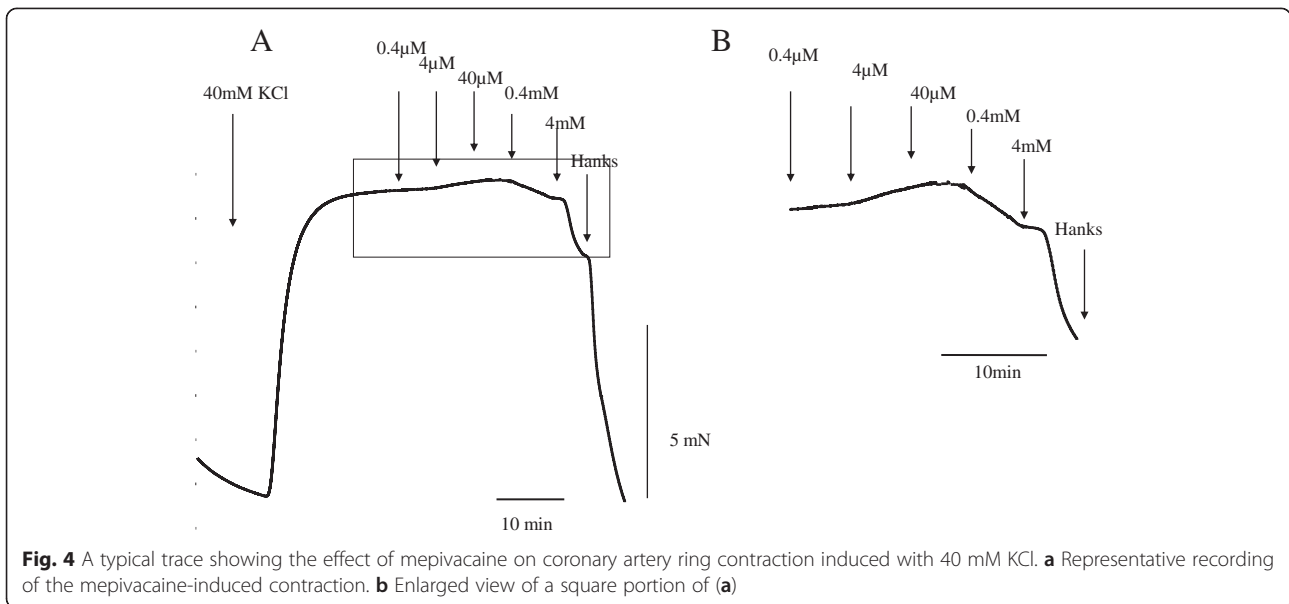 A
0.4μM
4μM
40μM
0.4mM
4mM
Hanks
40mM KCl
5 mN
10 min
B
0.4μM
4μM
40μM
0.4mM
4mM
Hanks
10min
Fig. 4 A typical trace showing the effect of mepivacaine on coronary artery ring contraction induced with 40 mM KCl. a Representative recording
of the mepivacaine-induced contraction. b Enlarged view of a square portion of (a)